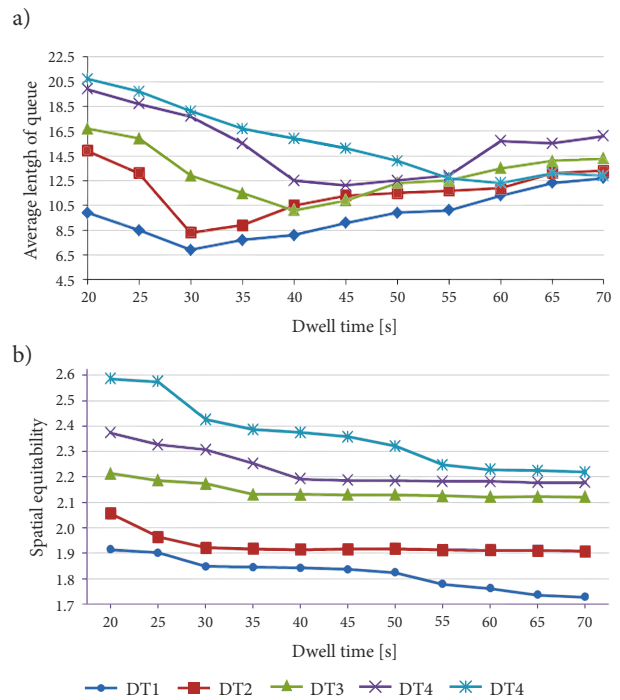 a)
22.5
20.5
18.5
16.5
14.5
12.5
10.5
8.5
6.5
4.5
Average lentgh of queue
20 25 30 35 40 45 50 55 60 65 70
Dwell time [s]
b)
2.6
2.5
2.4
2.3
2.2
2.1
2.0
1.9
1.8
1.7
Spatial equitability
20 25 30 35 40 45 50 55 60 65 70
Dwell time [s]
DT1 DT2 DT3 DT4 DT4